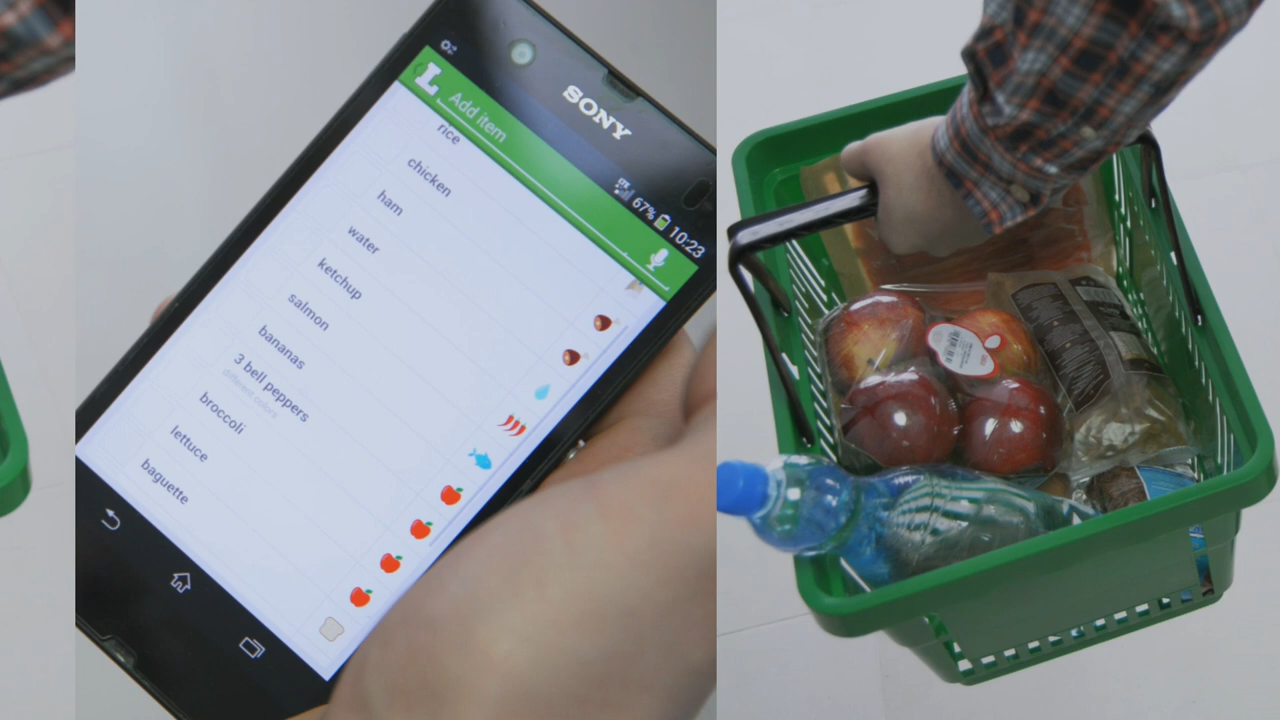 SONY
67% 10:23
L Add item
rice
chicken
ham
water
ketchup
salmon
bananas
3 bell peppers
different colors
broccoli
lettuce
baguette